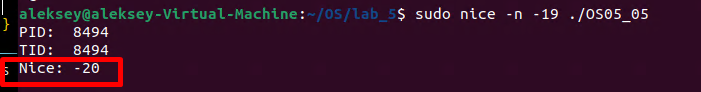 aleksey@aleksey-Virtual-Machine:~/OS/lab_5$ sudo nice -n -19 ./OS05_05
} PID:  8494
TID:  8494
s Nice: -20